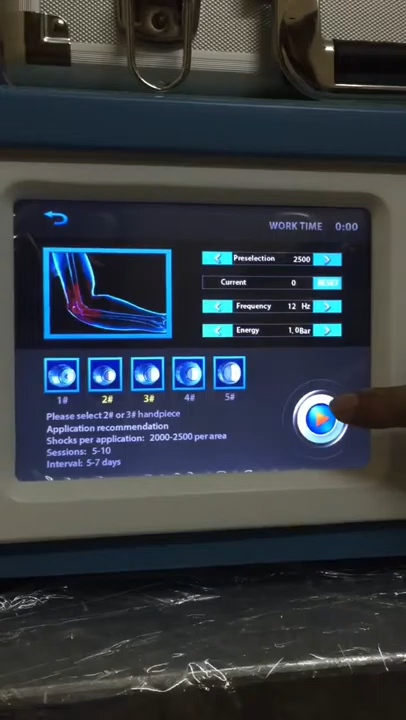 WORK TIME 0:00
Preselection 2500
Current 0 RESET
Frequency 12 Hz
Energy 1.0Bar
1# 2# 3# 4# 5#
Please select 2# or 3# handpiece
Application recommendation
Shocks per application: 2000-2500 per area
Sessions: 5-10
Interval: 5-7 days